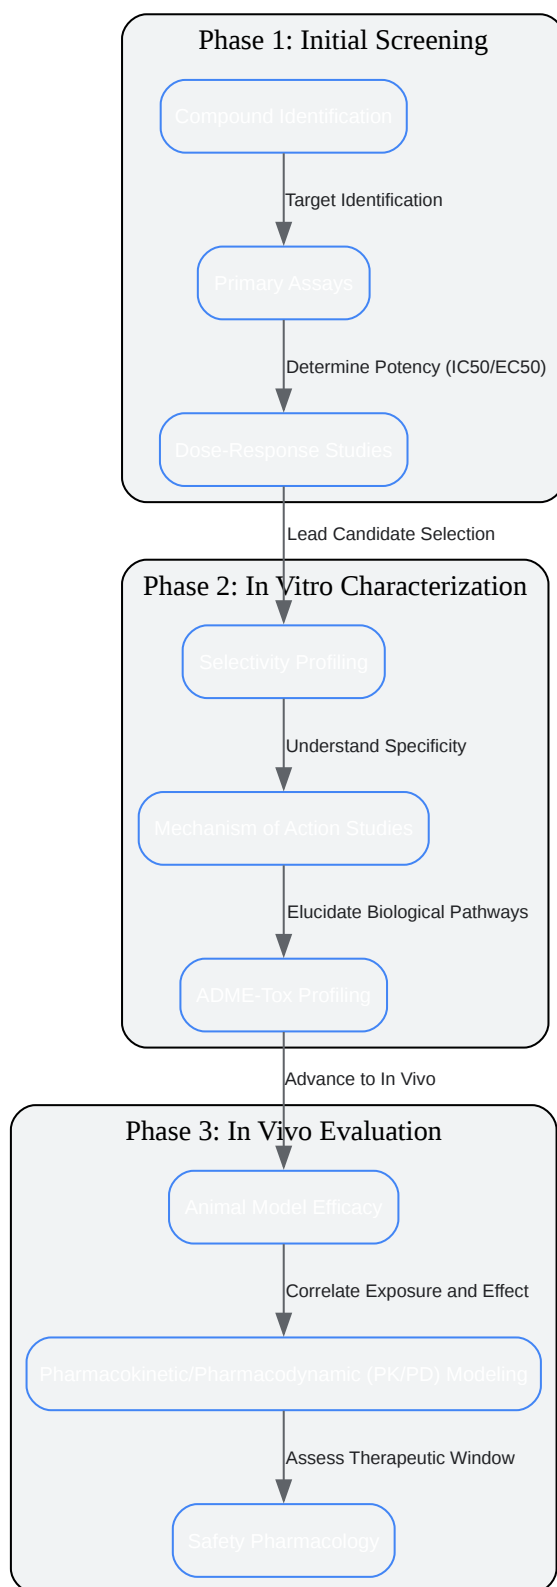 Phase 1: Initial Screening
Compound Identification
Target Identification
Primary Assays
Determine Potency (IC50/EC50)
Dose-Response Studies
Lead Candidate Selection
Phase 2: In Vitro Characterization
Selectivity Profiling
Understand Specificity
Mechanism of Action Studies
Elucidate Biological Pathways
ADME-Tox Profiling
Advance to In Vivo
Phase 3: In Vivo Evaluation
Animal Model Efficacy
Correlate Exposure and Effect
Pharmacokinetic/Pharmacodynamic (PK/PD) Modeling
Assess Therapeutic Window
Safety Pharmacology